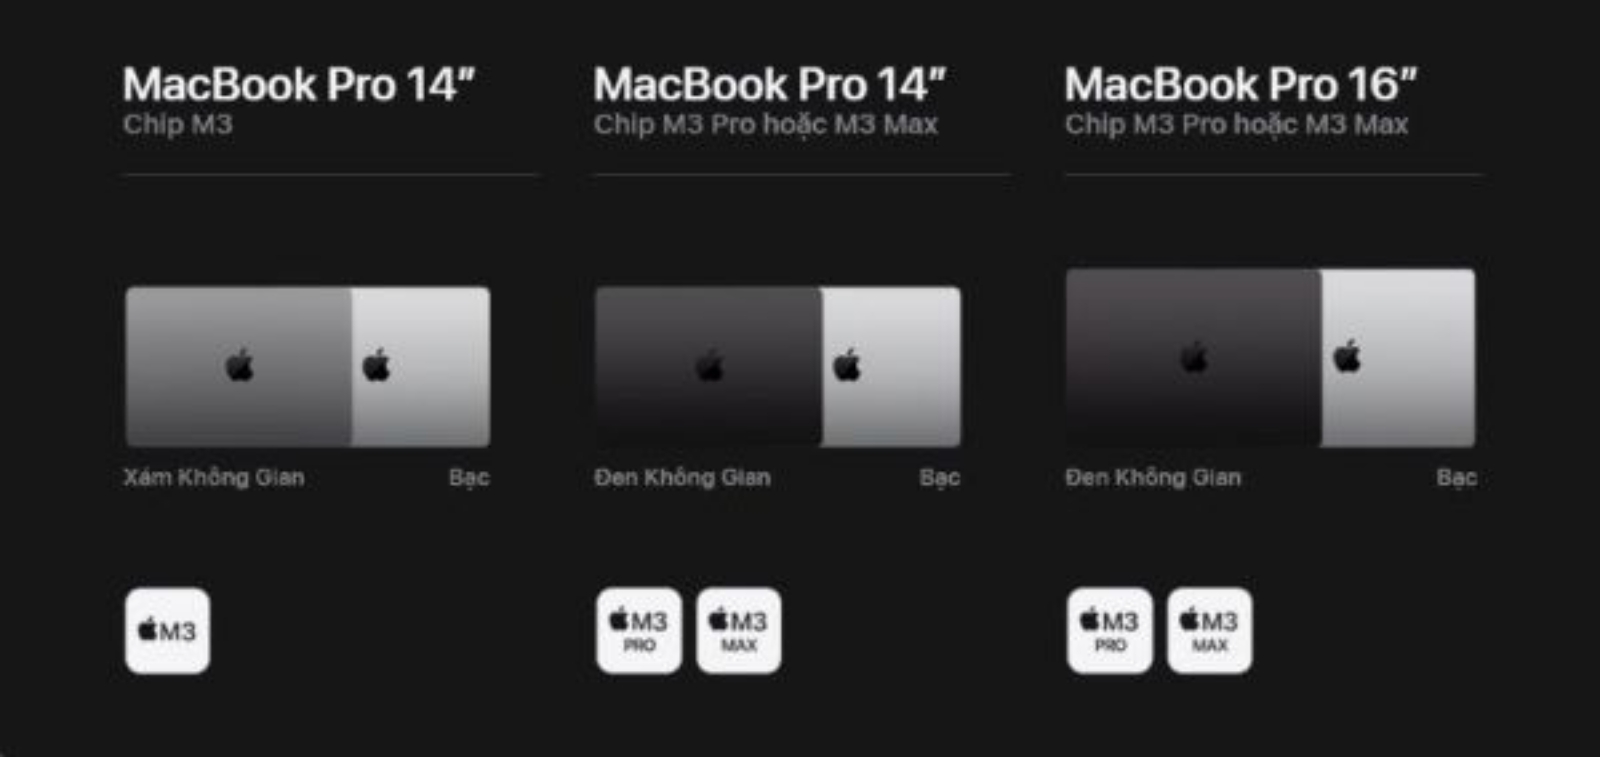 MacBook Pro 14"
Chip M3
Xám Không Gian
Bạc
M3
MacBook Pro 14"
Chip M3 Pro hoặc M3 Max
Đen Không Gian
Bạc
M3
PRO
M3
MAX
MacBook Pro 16"
Chip M3 Pro hoặc M3 Max
Đen Không Gian
Bạc
M3
PRO
M3
MAX